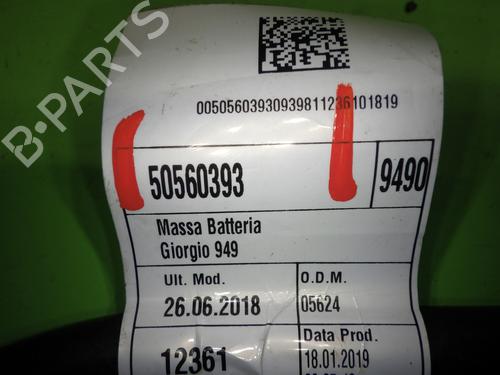 B-PARTS
00505603930939811236101819
50560393
9490
Massa Batteria
Giorgio 949
Ult. Mod.
O.D.M.
26.06.2018
05624
Data Prod.
12361
18.01.2019